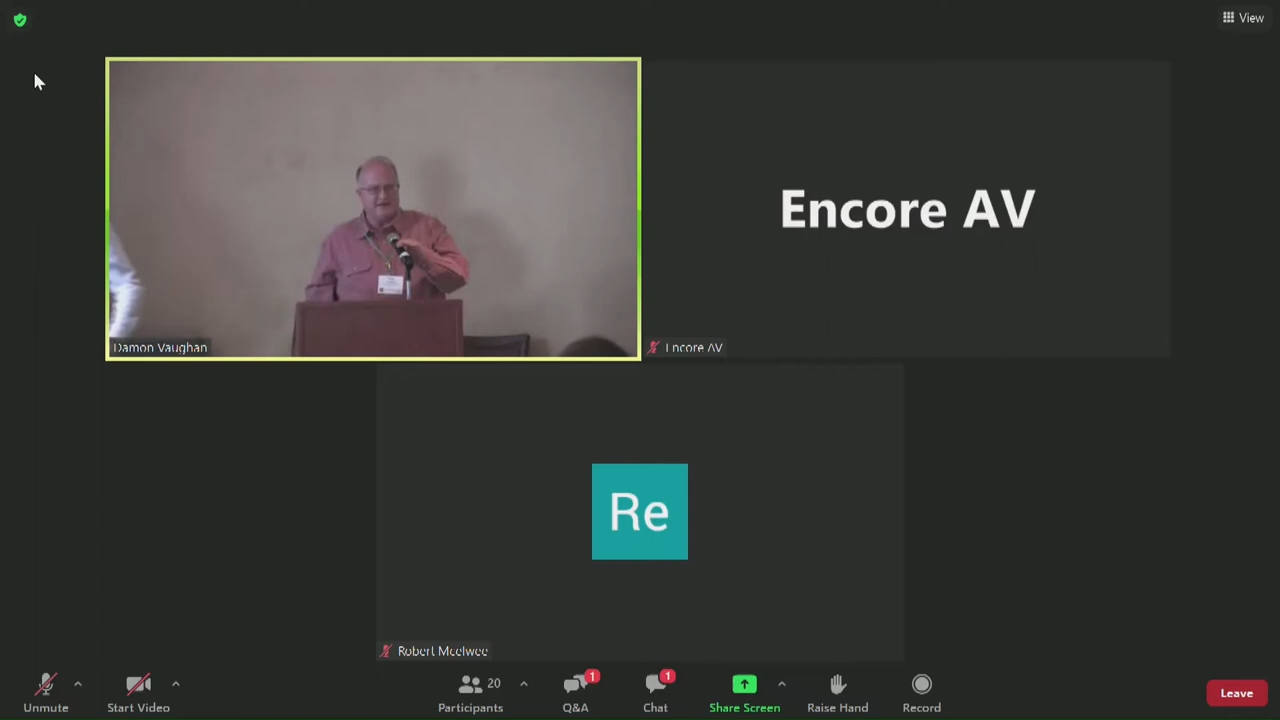 View
Encore AV
Damon Vaughan
Encore AV
Re
Robert Mcelwee
20
1
1
Unmute
Start Video
Participants
Q&A
Chat
Share Screen
Raise Hand
Record
Leave